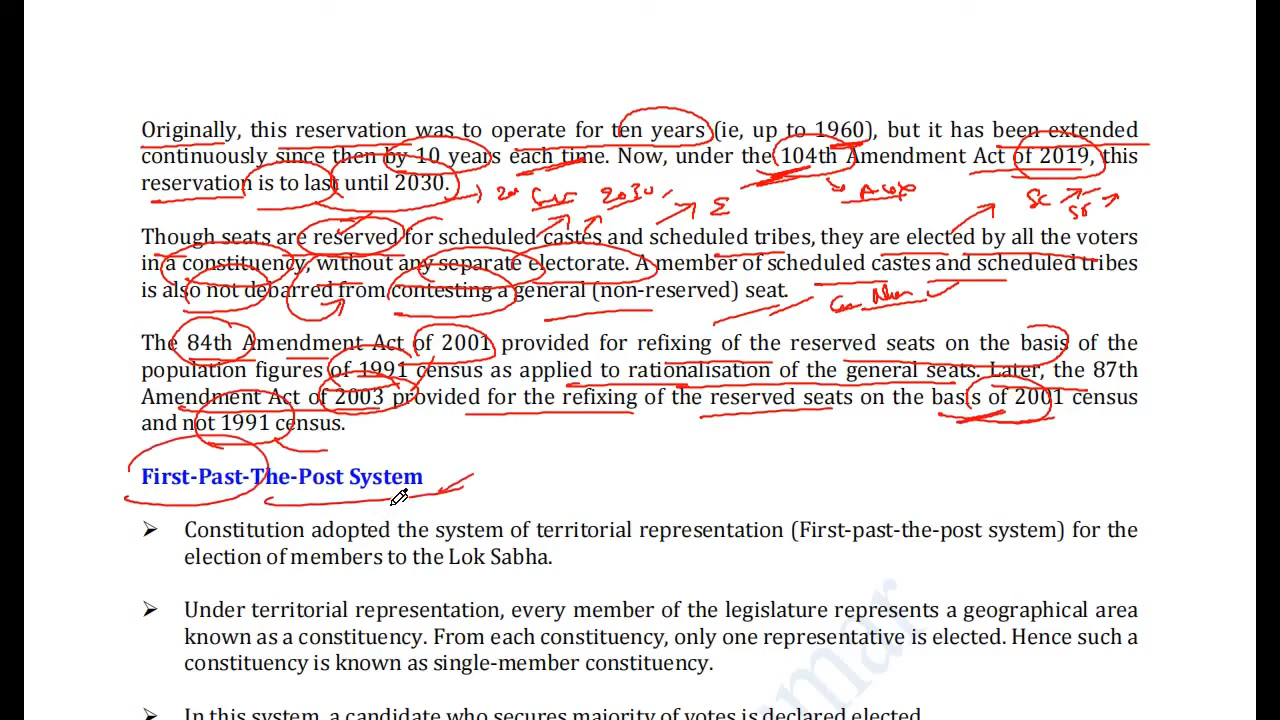 Originally, this reservation was to operate for ten years (ie, up to 1960), but it has been extended
continuously since then by 10 years each time. Now, under the 104th Amendment Act of 2019, this
reservation is to last until 2030.
2030
SC
ST
Though seats are reserved for scheduled castes and scheduled tribes, they are elected by all the voters
in a constituency, without any separate electorate. A member of scheduled castes and scheduled tribes
is also not debarred from contesting a general (non-reserved) seat.
The 84th Amendment Act of 2001 provided for refixing of the reserved seats on the basis of the
population figures of 1991 census as applied to rationalisation of the general seats. Later, the 87th
Amendment Act of 2003 provided for the refixing of the reserved seats on the basis of 2001 census
and not 1991 census.
First-Past-The-Post System
➢ Constitution adopted the system of territorial representation (First-past-the-post system) for the
election of members to the Lok Sabha.
➢ Under territorial representation, every member of the legislature represents a geographical area
known as a constituency. From each constituency, only one representative is elected. Hence such a
constituency is known as single-member constituency.
➢ In this system, a candidate who secures majority of votes is declared elected.